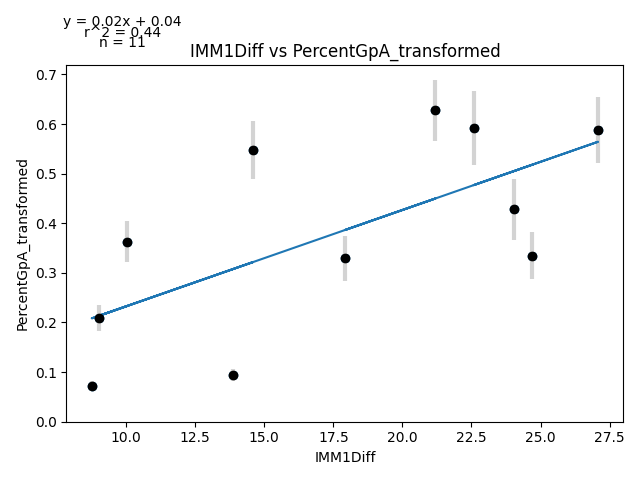 y = 0.02x + 0.04
r^2 = 0.44
n = 11
IMM1Diff vs PercentGpA_transformed
PercentGpA_transformed
0.7
0.6
0.5
0.4
0.3
0.2
0.1
0.0
10.0 12.5 15.0 17.5 20.0 22.5 25.0 27.5
IMM1Diff